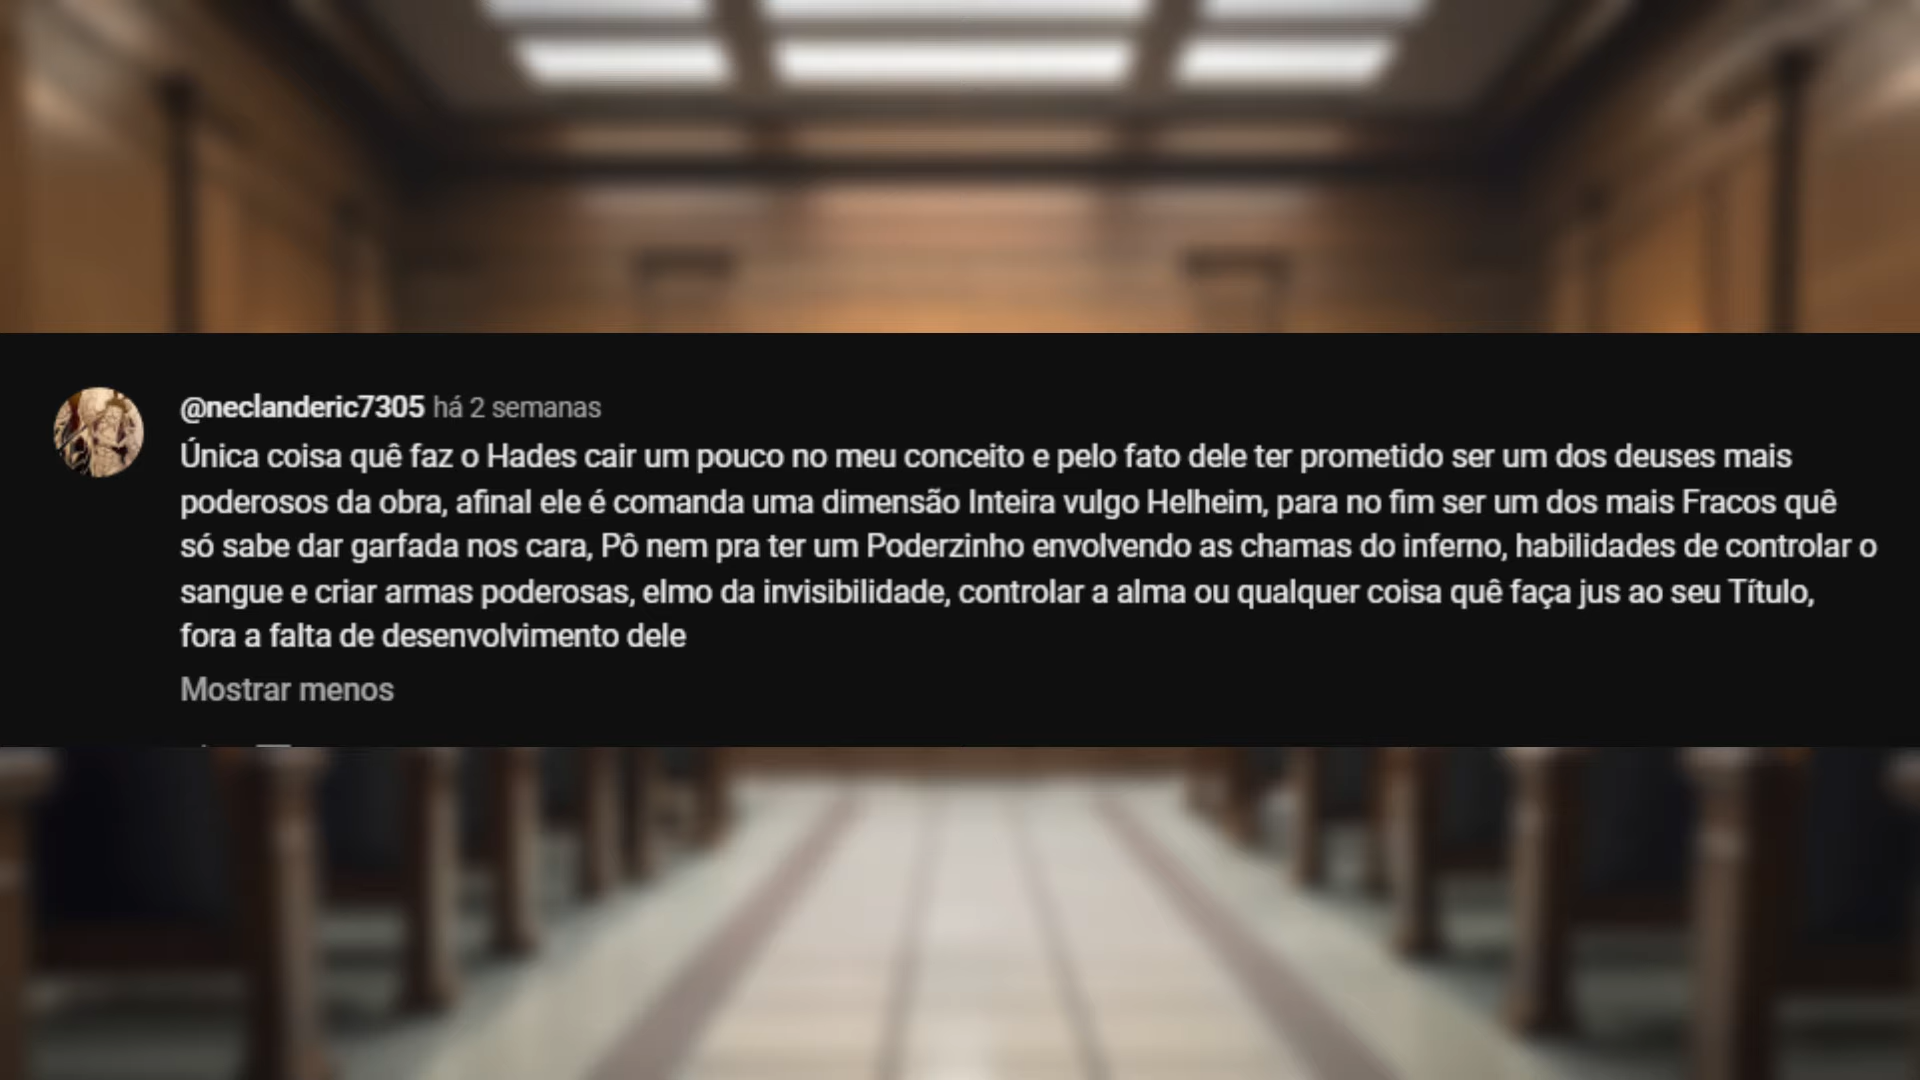 @neclanderic7305 há 2 semanas
Única coisa quê faz o Hades cair um pouco no meu conceito e pelo fato dele ter prometido ser um dos deuses mais
poderosos da obra, afinal ele é comanda uma dimensão Inteira vulgo Helheim, para no fim ser um dos mais Fracos quê
só sabe dar garfada nos cara, Pô nem pra ter um Poderzinho envolvendo as chamas do inferno, habilidades de controlar o
sangue e criar armas poderosas, elmo da invisibilidade, controlar a alma ou qualquer coisa quê faça jus ao seu Título,
fora a falta de desenvolvimento dele
Mostrar menos